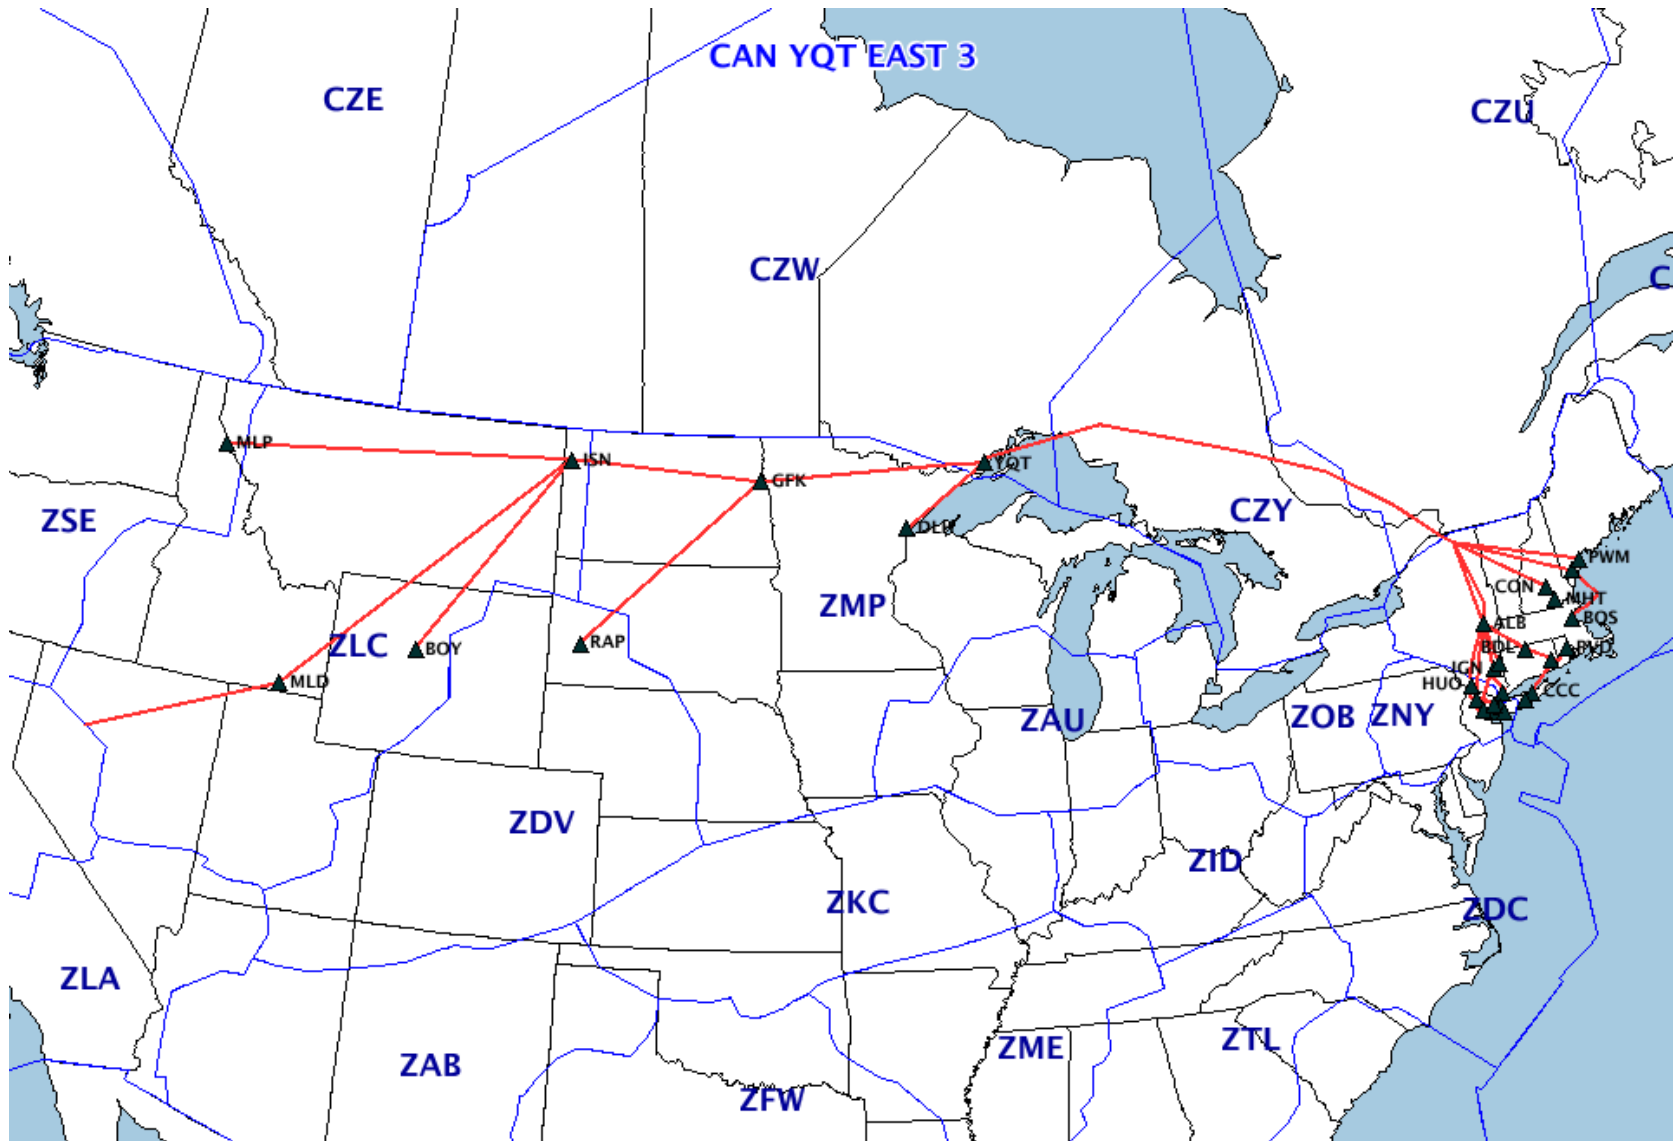 CAN YQT EAST 3
CZE
CZU
CZW
C
MLP
ISN
YQT
GFK
ZSE
CZY
DLH
PWM
CON
MHT
ZMP
BOS
ALB
ZLC
BOY
RAP
BDL
PVD
IGN
MLD
HUO
CCC
ZAU
ZOB
ZNY
ZDV
ZID
ZKC
ZDC
ZLA
ZME
ZTL
ZAB
ZFW